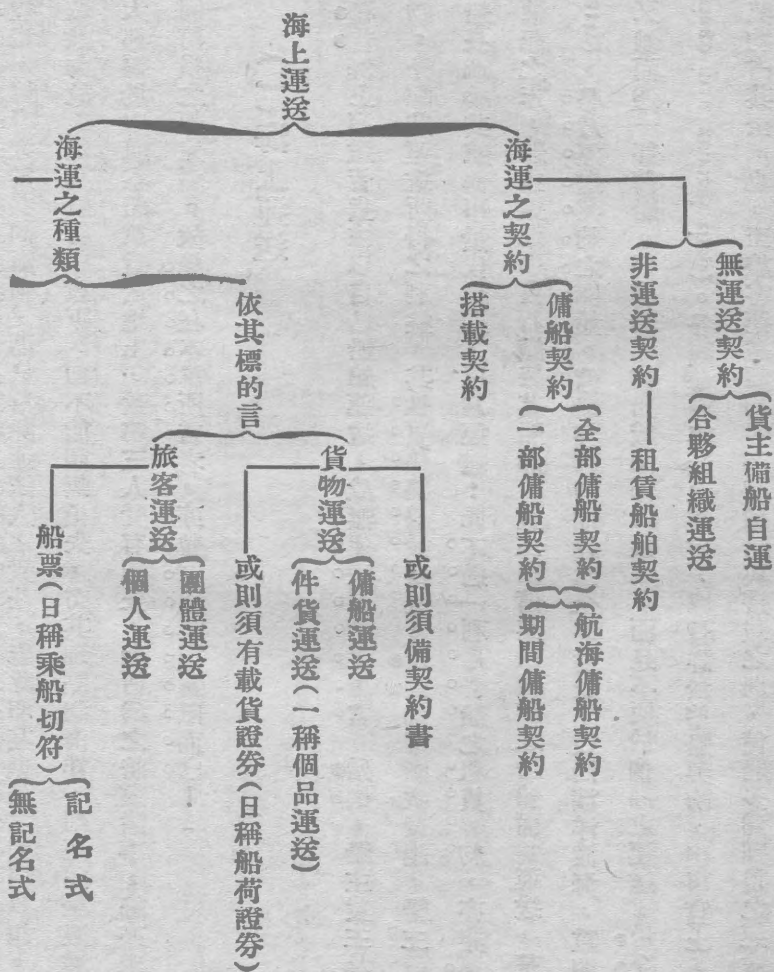 海上運送
海運之契約
無運送契約
貨主備船自運
合夥組織運送
非運送契約
租賃船舶契約
傭船契約
全部傭船契約
一部傭船契約
航海傭船契約
期間傭船契約
搭載契約
海運之種類
依其標的言
貨物運送
或則須備契約書
傭船運送
件貨運送(一稱個品運送)
或則須有載貨證券(日稱船荷證券)
旅客運送
團體運送
個人運送
船票(日稱乘船切符)
記名式
無記名式